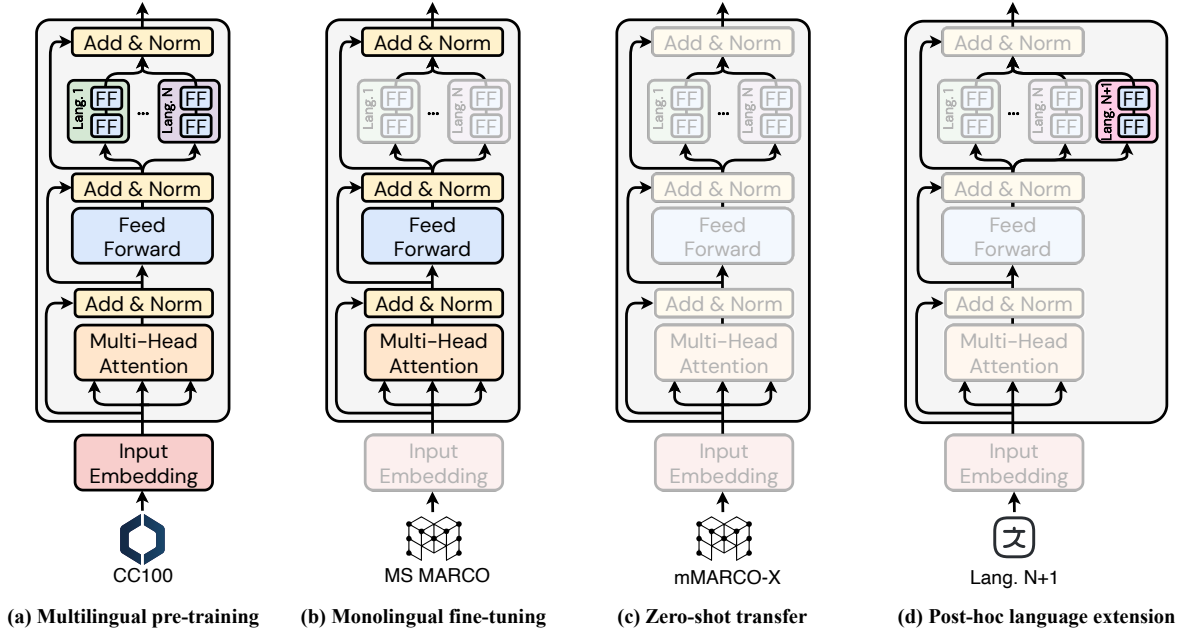 Add & Norm
Lang. 1
FF
FF
...
Lang. N
FF
FF
Add & Norm
Feed
Forward
Add & Norm
Multi-Head
Attention
Input
Embedding
CC100
(a) Multilingual pre-training
Add & Norm
Lang. 1
FF
FF
...
Lang. N
FF
FF
Add & Norm
Feed
Forward
Add & Norm
Multi-Head
Attention
Input
Embedding
MS MARCO
(b) Monolingual fine-tuning
Add & Norm
Lang. 1
FF
FF
...
Lang. N
FF
FF
Add & Norm
Feed
Forward
Add & Norm
Multi-Head
Attention
Input
Embedding
mMARCO-X
(c) Zero-shot transfer
Add & Norm
Lang. 1
FF
FF
...
Lang. N
FF
FF
Lang. N+1
FF
FF
Add & Norm
Feed
Forward
Add & Norm
Multi-Head
Attention
Input
Embedding
文
Lang. N+1
(d) Post-hoc language extension